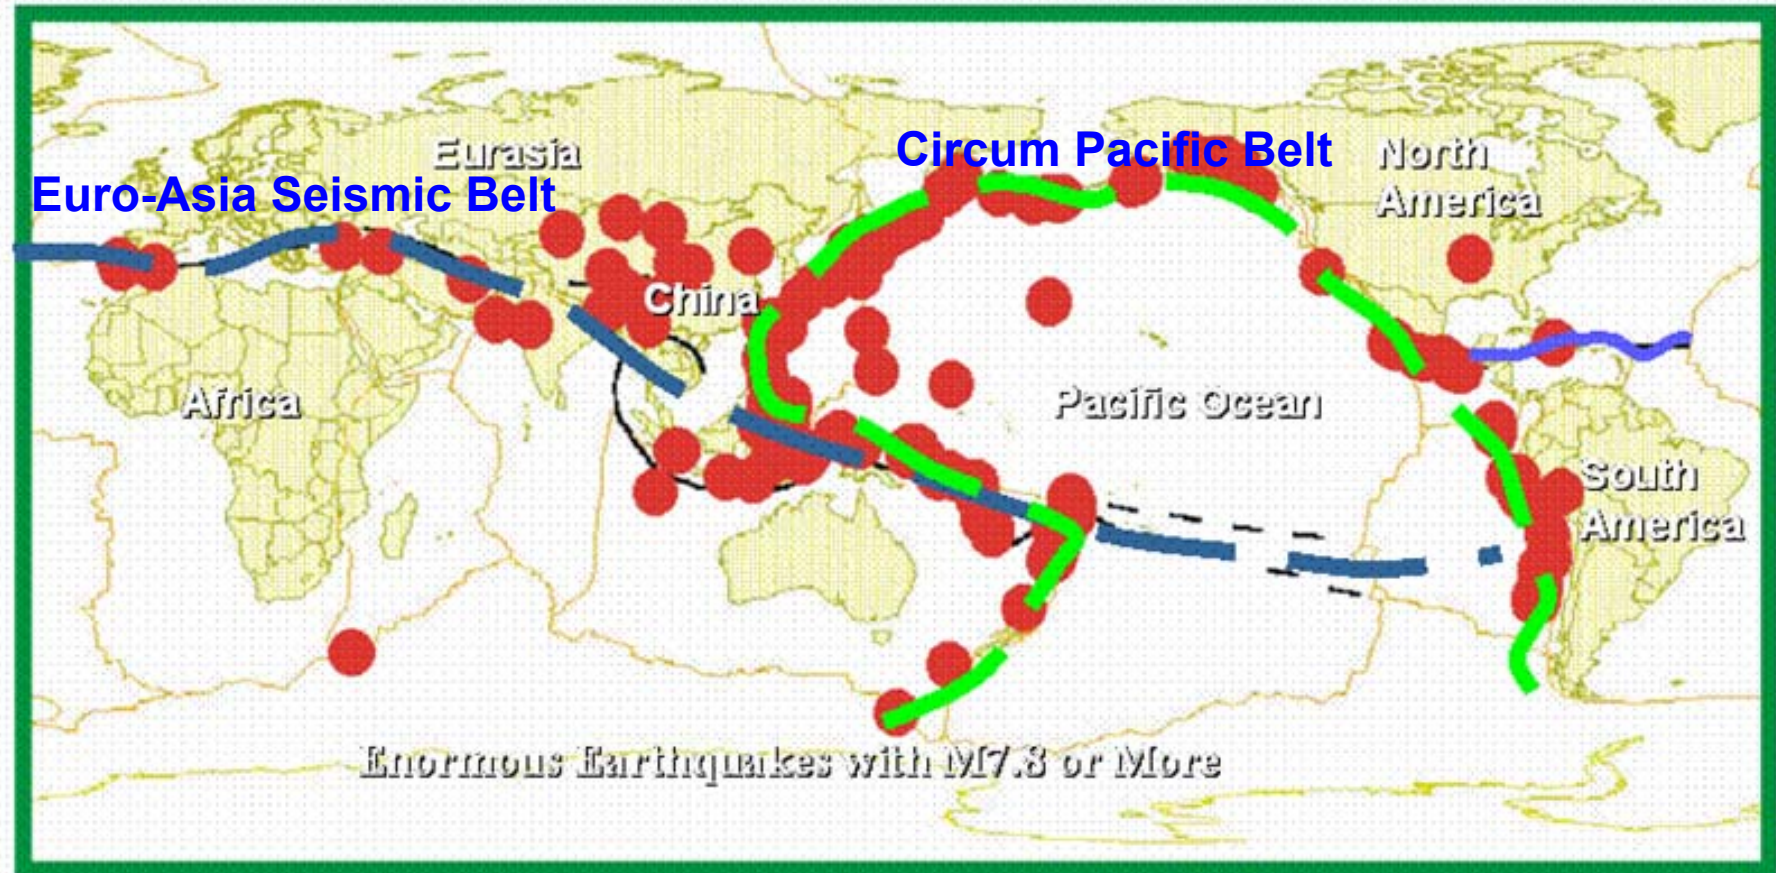 Circum Pacific Belt
Eurasia
North
America
Euro-Asia Seismic Belt
China
Africa
Pacific Ocean
South
America
Enormous Earthquakes with M7.8 or More